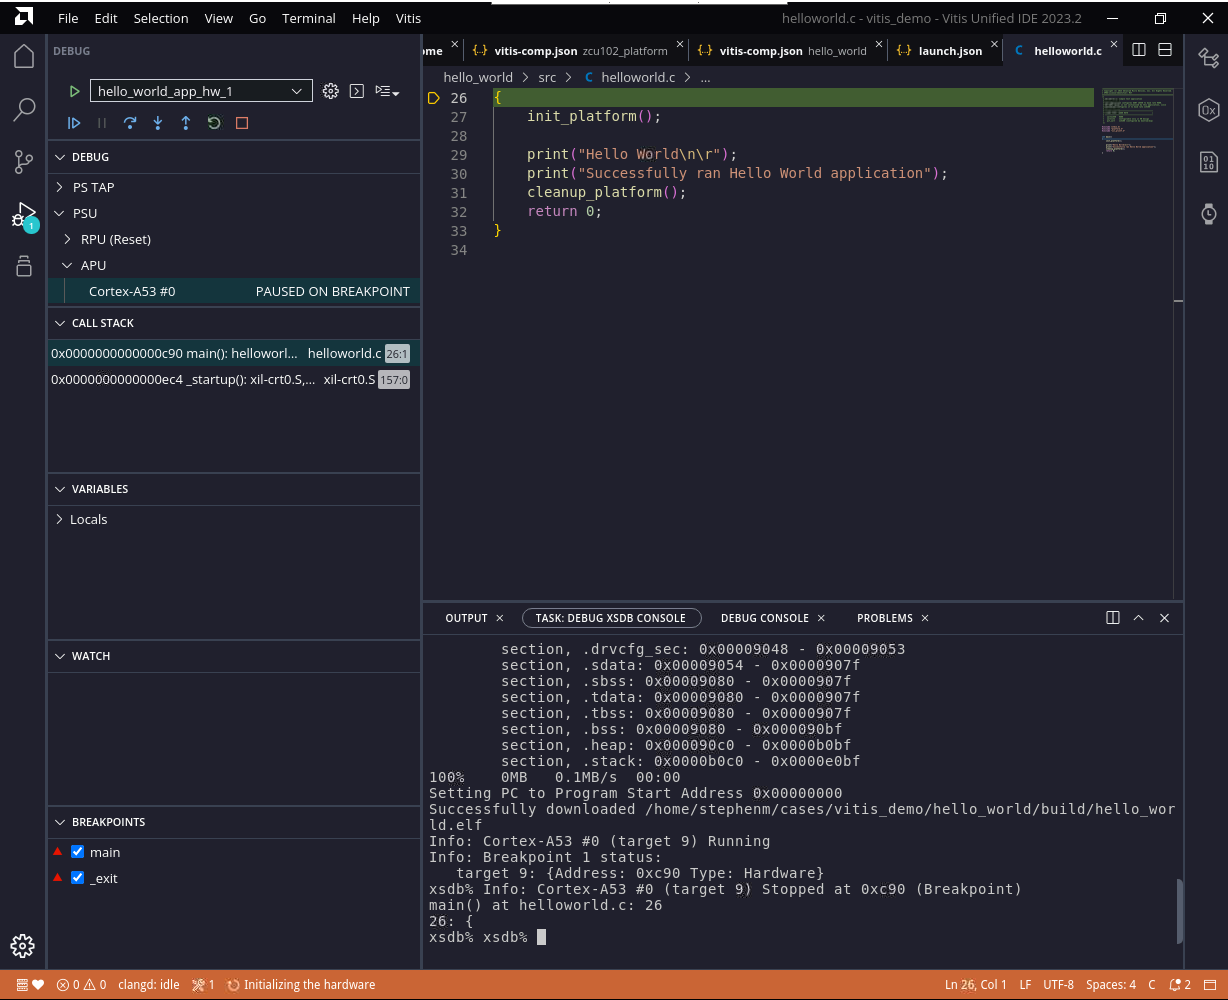 File Edit Selection View Go Terminal Help Vitis
helloworld.c - vitis_demo - Vitis Unified IDE 2023.2
DEBUG
hello_world_app_hw_1
DEBUG
PS TAP
PSU
RPU (Reset)
APU
Cortex-A53 #0 PAUSED ON BREAKPOINT
CALL STACK
0x0000000000000c90 main(): helloworl... helloworld.c 26:1
0x0000000000000ec4 _startup(): xil-crt0.S,... xil-crt0.S 157:0
VARIABLES
Locals
WATCH
BREAKPOINTS
main
_exit
1
ome vitis-comp.json zcu102_platform vitis-comp.json hello_world launch.json C helloworld.c
hello_world > src > C helloworld.c > ...
26 {
27 init_platform();
28
29 print("Hello World\n\r");
30 print("Successfully ran Hello World application");
31 cleanup_platform();
32 return 0;
33 }
34
OUTPUT TASK: DEBUG XSDB CONSOLE DEBUG CONSOLE PROBLEMS
section, .drvcfg_sec: 0x00009048 - 0x00009053
section, .sdata: 0x00009054 - 0x0000907f
section, .sbss: 0x00009080 - 0x0000907f
section, .tdata: 0x00009080 - 0x0000907f
section, .tbss: 0x00009080 - 0x0000907f
section, .bss: 0x00009080 - 0x000090bf
section, .heap: 0x000090c0 - 0x0000b0bf
section, .stack: 0x0000b0c0 - 0x0000e0bf
100% 0MB 0.1MB/s 00:00
Setting PC to Program Start Address 0x00000000
Successfully downloaded /home/stephenm/cases/vitis_demo/hello_world/build/hello_wor
ld.elf
Info: Cortex-A53 #0 (target 9) Running
Info: Breakpoint 1 status:
target 9: {Address: 0xc90 Type: Hardware}
xsdb% Info: Cortex-A53 #0 (target 9) Stopped at 0xc90 (Breakpoint)
main() at helloworld.c: 26
26: {
xsdb% xsdb%
0x
01
10
0 0 clangd: idle 1 Initializing the hardware Ln 26, Col 1 LF UTF-8 Spaces: 4 C 2